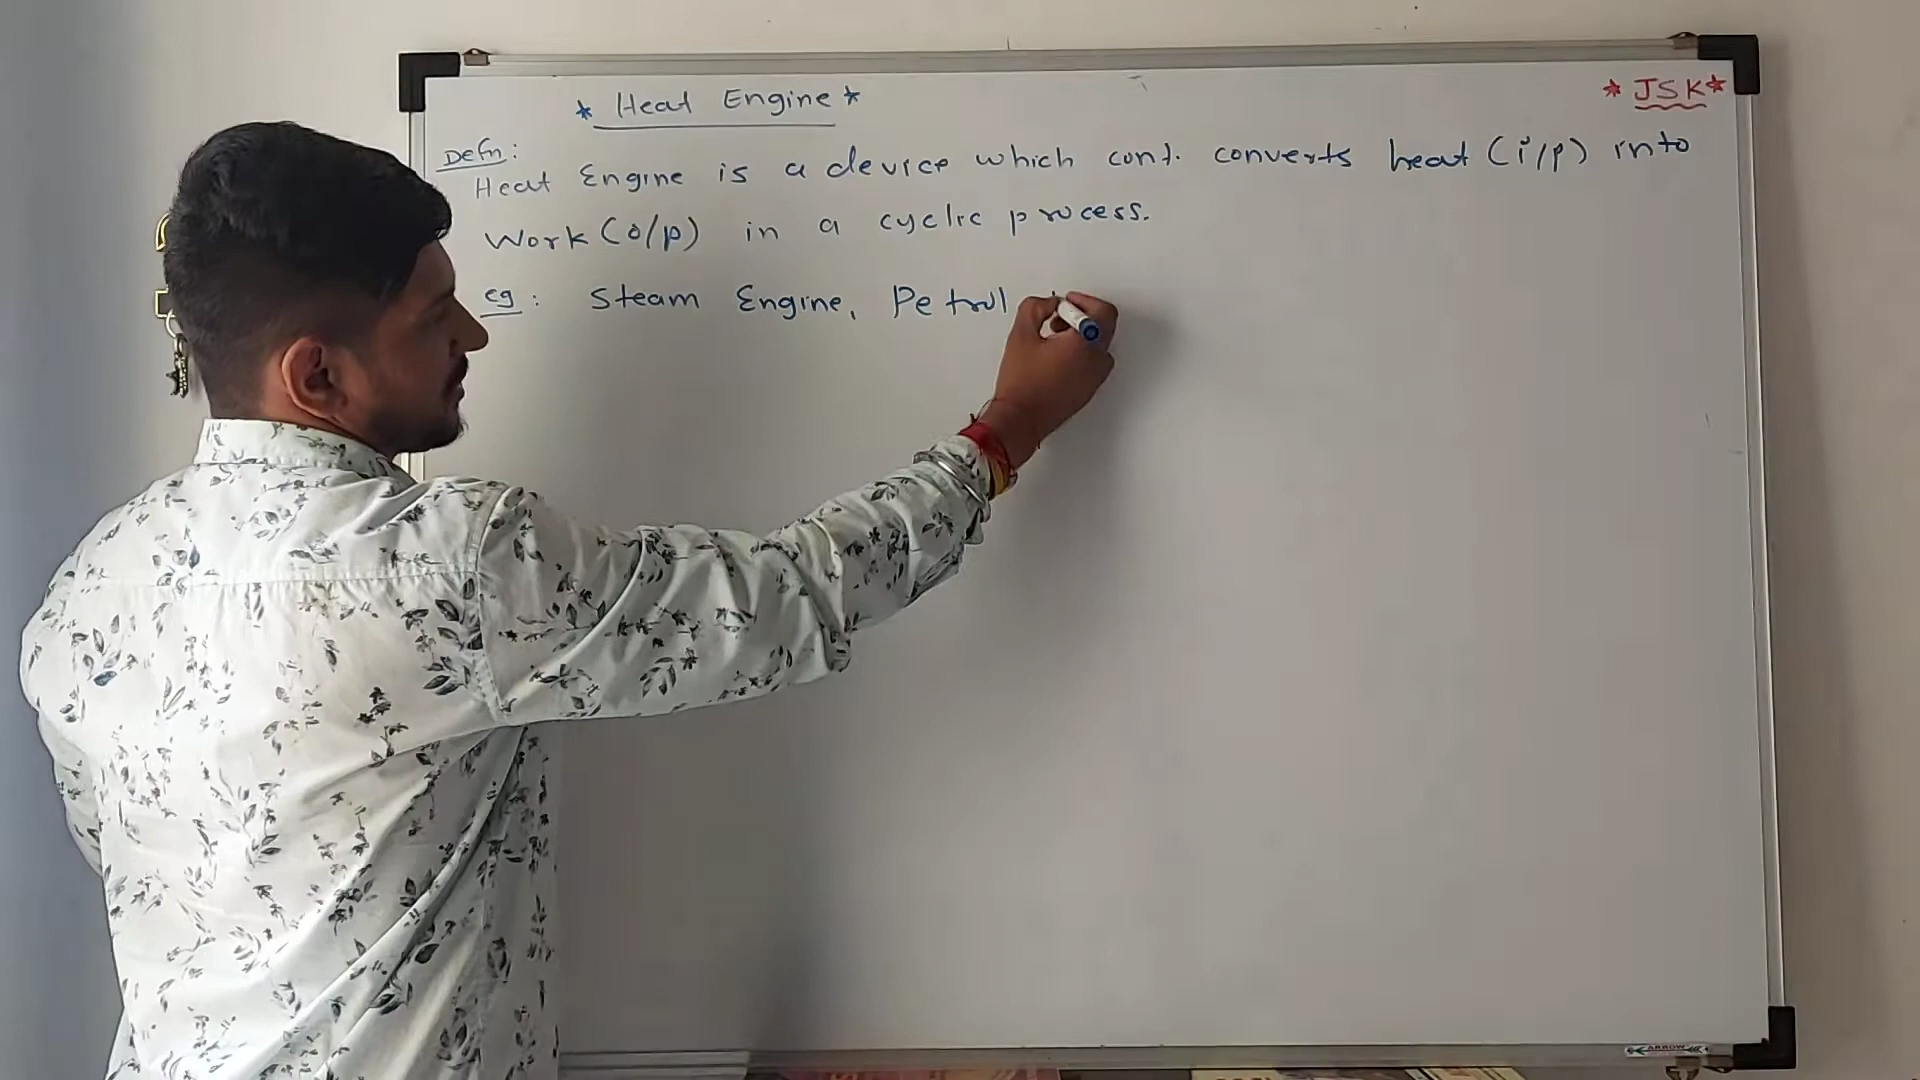 * Heat Engine *
* JSK *
Defn:
Heat Engine is a device which cont. converts heat (i/p) into
Work (o/p) in a cyclic process.
eg: Steam Engine, Petrol
ARROW